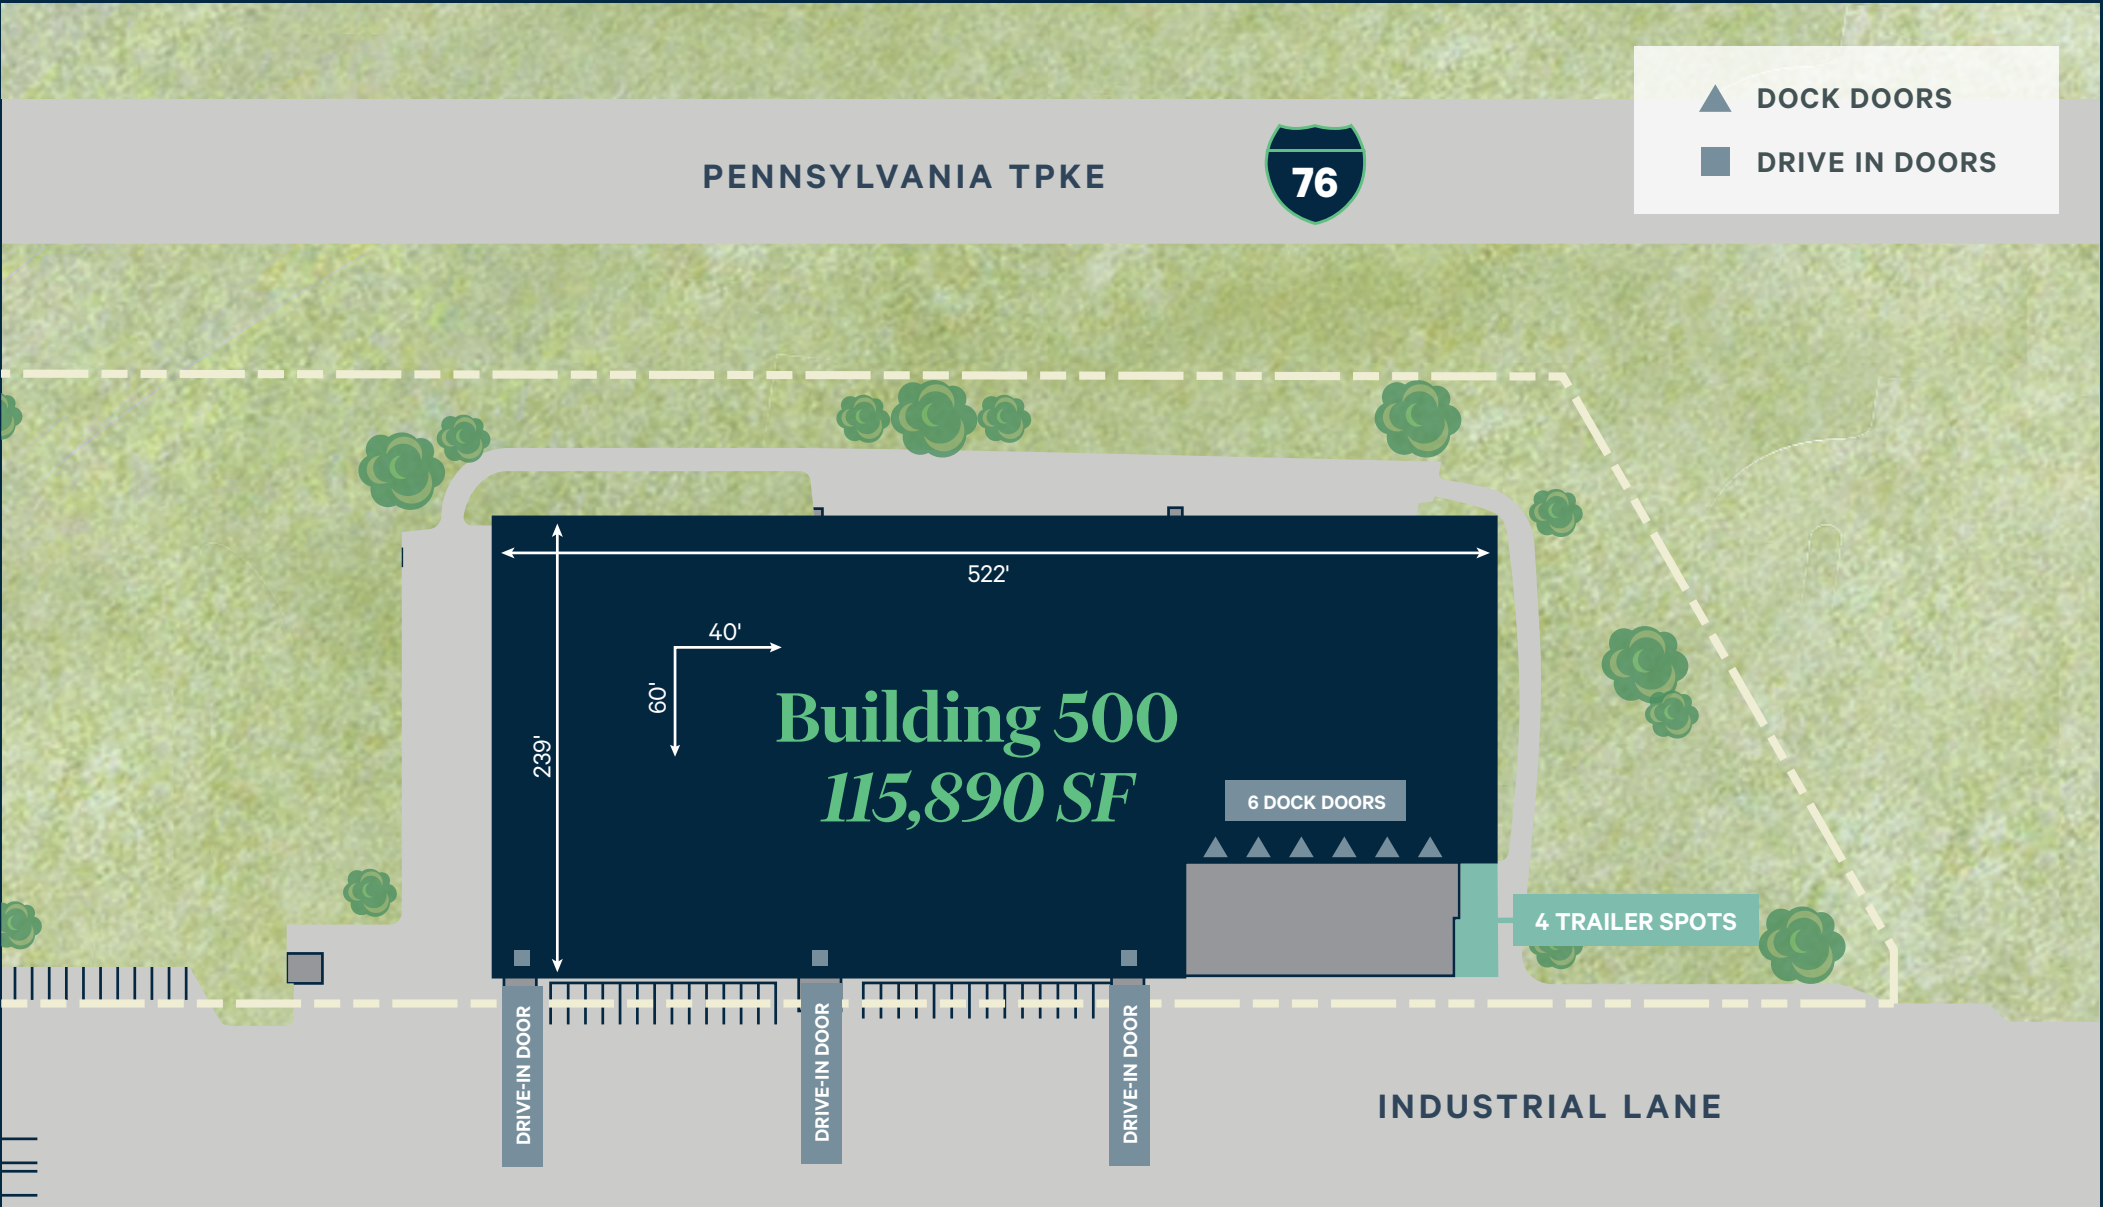 DOCK DOORS
DRIVE IN DOORS
PENNSYLVANIA TPKE
76
522'
40'
60'
239'
Building 500
115,890 SF
6 DOCK DOORS
4 TRAILER SPOTS
DRIVE-IN DOOR
DRIVE-IN DOOR
DRIVE-IN DOOR
INDUSTRIAL LANE